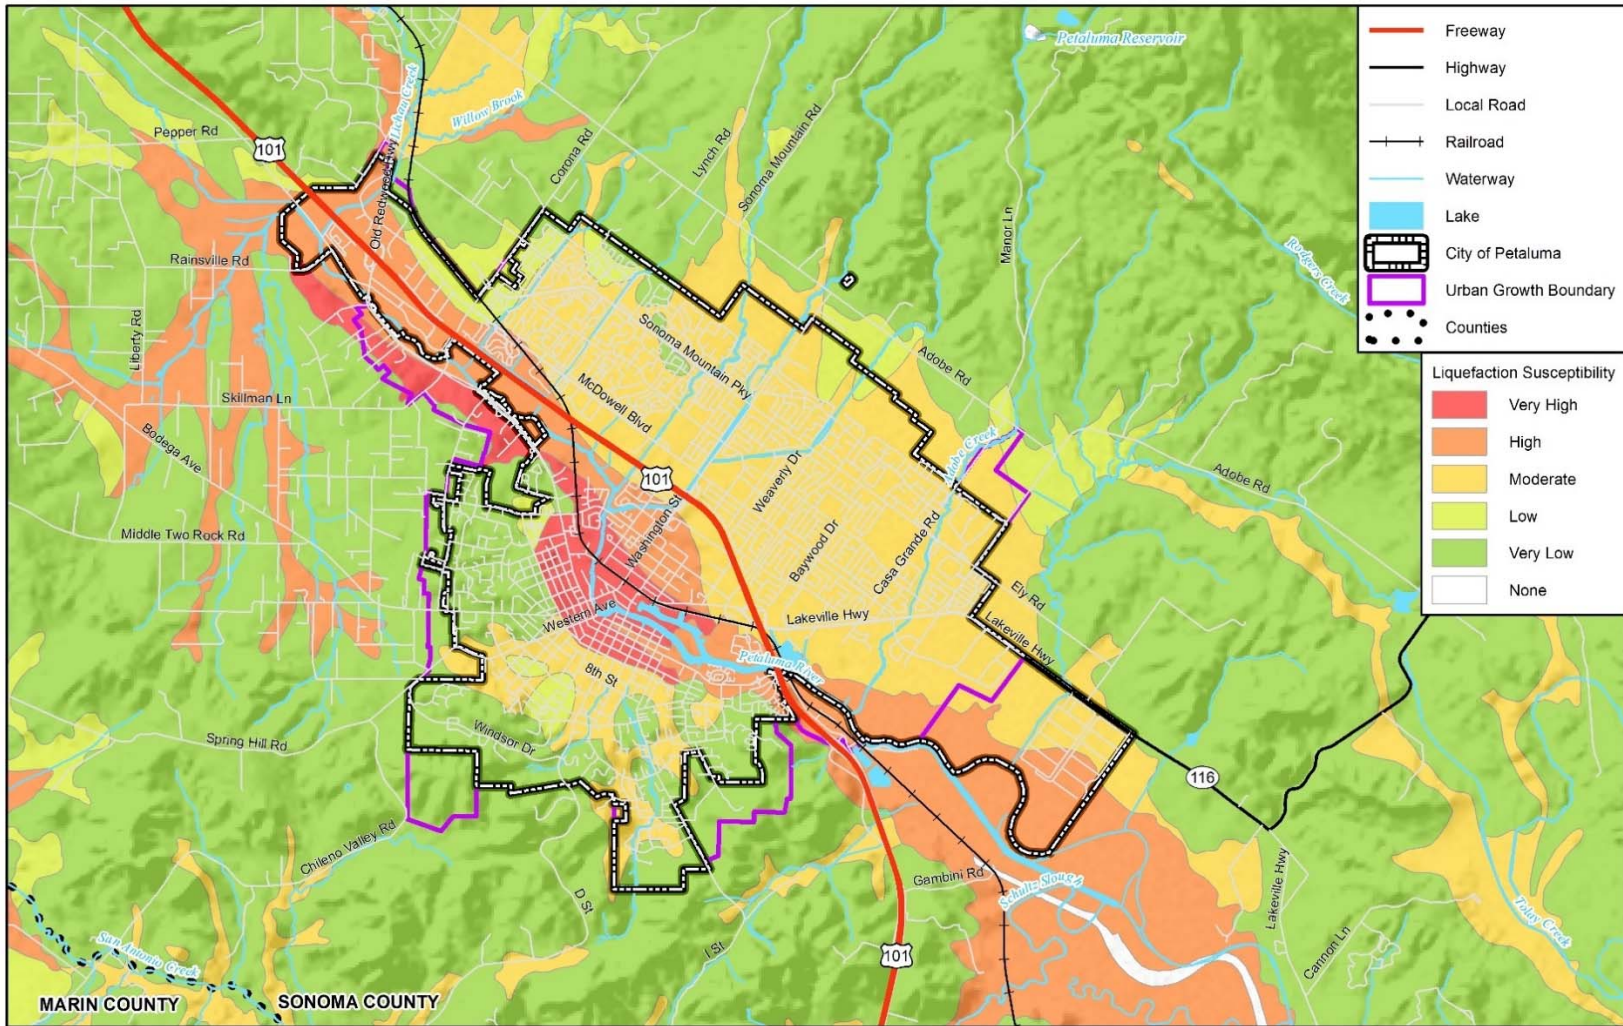 Petaluma Reservoir
Freeway
Highway
Local Road
Railroad
Waterway
Lake
City of Petaluma
Urban Growth Boundary
Counties
Liquefaction Susceptibility
Very High
High
Moderate
Low
Very Low
None
Pepper Rd
101
Lichau Creek
Willow Brook
Corona Rd
Lynch Rd
Sonoma Mountain Rd
Old Redwood Hwy
Manor Ln
Rodgers Creek
Rainsville Rd
Liberty Rd
Sonoma Mountain Pky
Adobe Rd
McDowell Blvd
Skillman Ln
Bodega Ave
Adobe Creek
Weaverly Dr
101
Adobe Rd
Washington St
Middle Two Rock Rd
Baywood Dr
Casa Grande Rd
Ely Rd
Western Ave
Lakeville Hwy
Lakeville Hwy
Petaluma River
8th St
Windsor Dr
Spring Hill Rd
116
Chileno Valley Rd
Gambini Rd
Schultz Slough
D St
I St
101
Lakeville Hwy
Cannon Ln
Tolay Creek
San Antonio Creek
MARIN COUNTY
SONOMA COUNTY